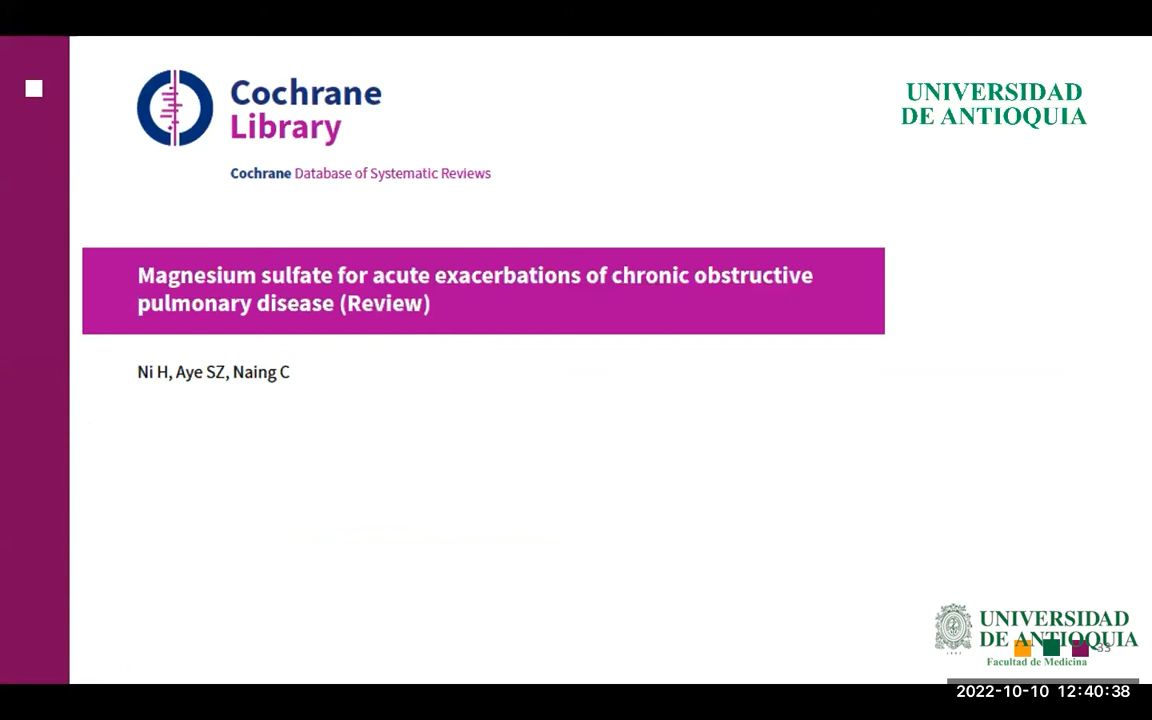 Cochrane
Library
Cochrane Database of Systematic Reviews
UNIVERSIDAD
DE ANTIOQUIA
Magnesium sulfate for acute exacerbations of chronic obstructive
pulmonary disease (Review)
Ni H, Aye SZ, Naing C
UNIVERSIDAD
DE ANTIOQUIA
Facultad de Medicina
2022-10-10 12:40:38